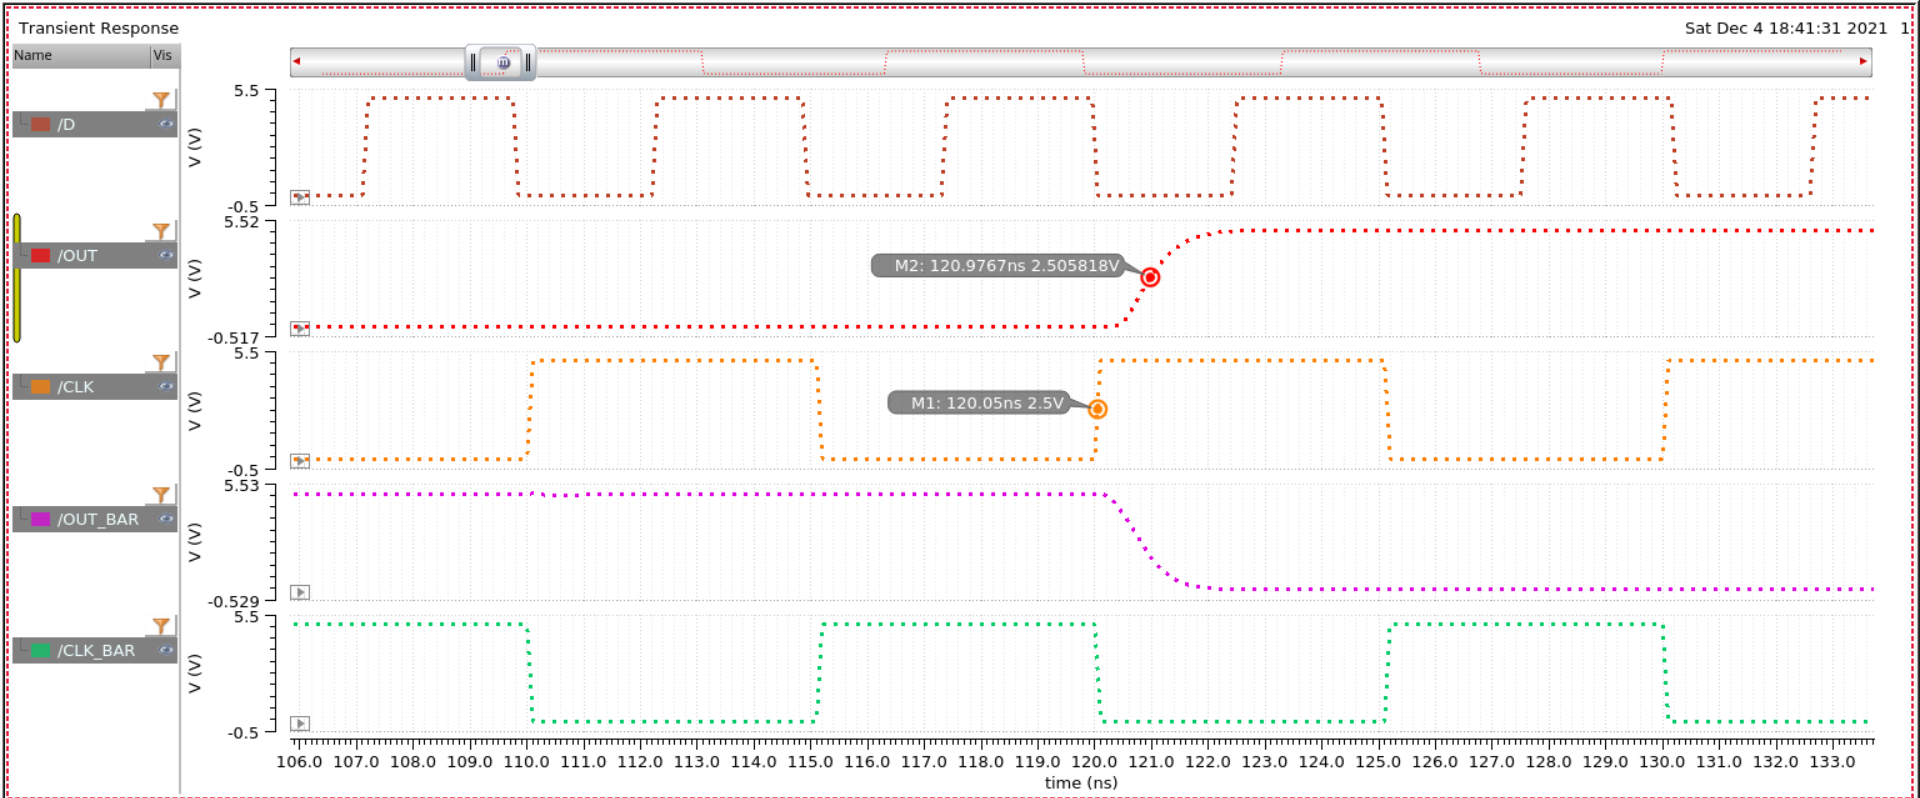 Transient Response
Sat Dec 4 18:41:31 2021 1
Name Vis
m
/D
5.5
V (V)
-0.5
/OUT
5.52
V (V)
-0.517
M2: 120.9767ns 2.505818V
/CLK
5.5
V (V)
-0.5
M1: 120.05ns 2.5V
/OUT_BAR
5.53
V (V)
-0.529
/CLK_BAR
5.5
V (V)
-0.5
106.0 107.0 108.0 109.0 110.0 111.0 112.0 113.0 114.0 115.0 116.0 117.0 118.0 119.0 120.0 121.0 122.0 123.0 124.0 125.0 126.0 127.0 128.0 129.0 130.0 131.0 132.0 133.0
time (ns)